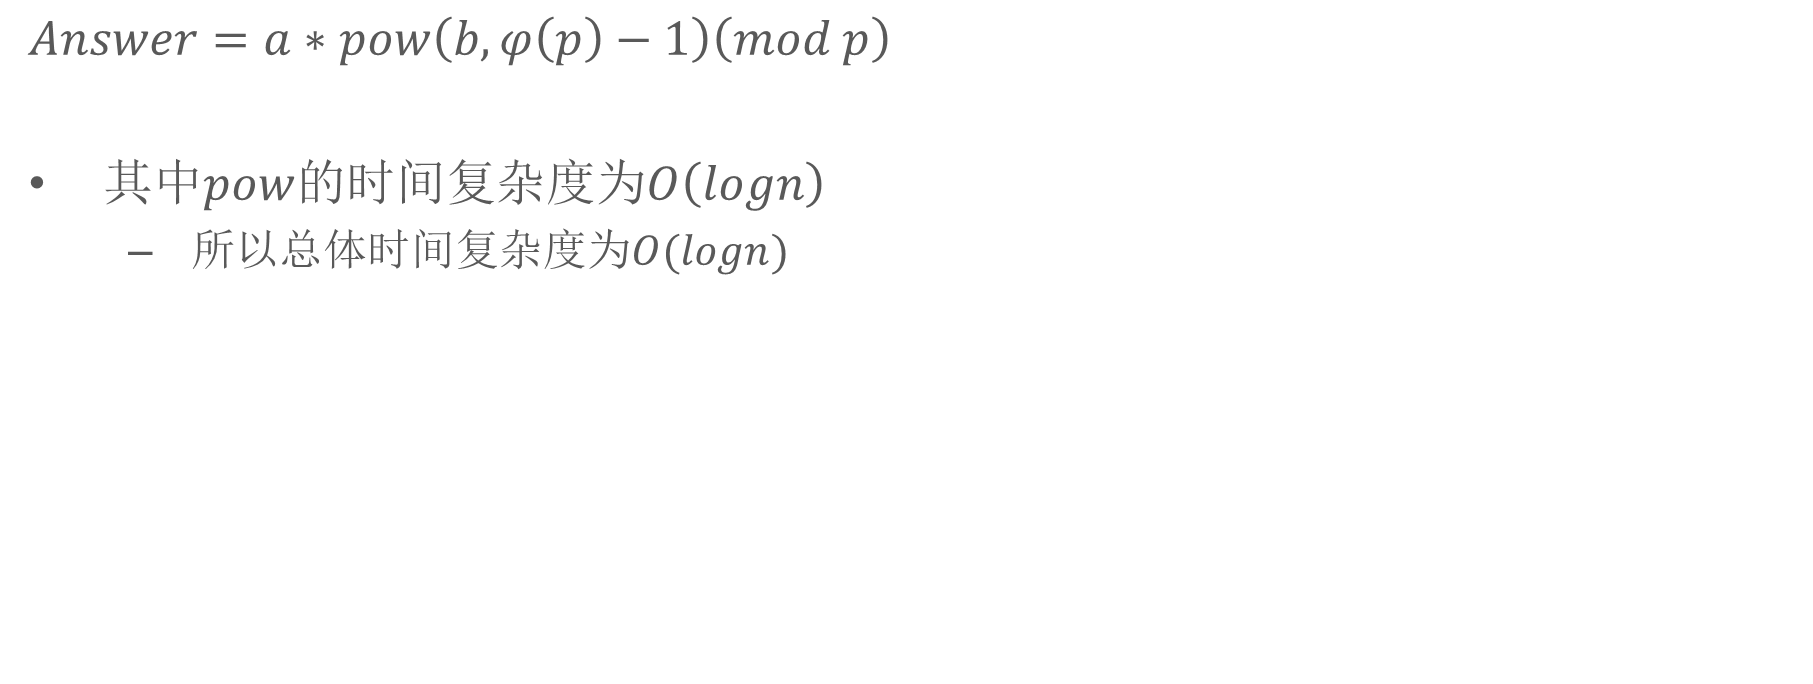 Answer = a ∗ pow(b, φ(p) − 1)(mod p)
• 其中pow的时间复杂度为O(logn)
– 所以总体时间复杂度为O(logn)